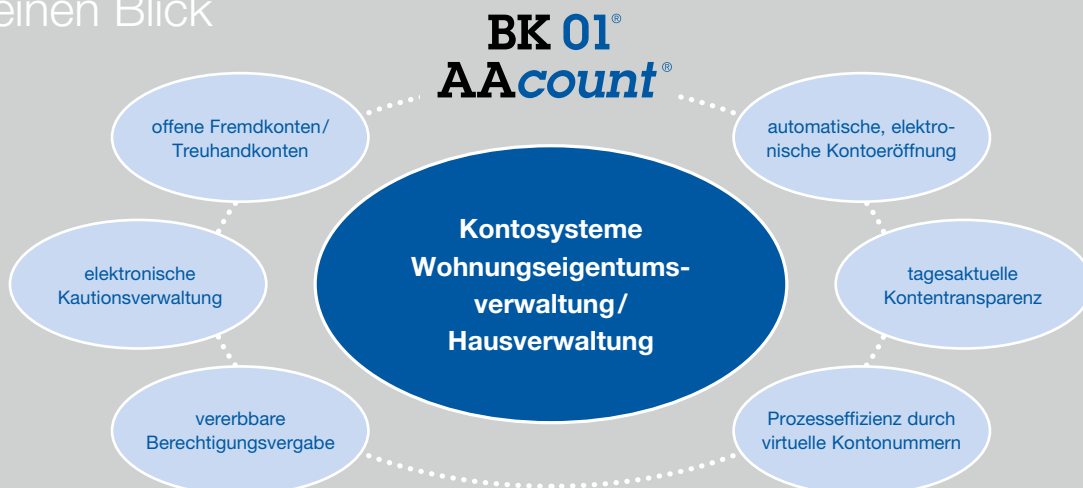 einen Blick
BK 01®
AAcount®
offene Fremdkonten/
Treuhandkonten
automatische, elektro-
nische Kontoeröffnung
Kontosysteme
Wohnungseigentums-
verwaltung/
Hausverwaltung
elektronische
Kautionsverwaltung
tagesaktuelle
Kontentransparenz
vererbbare
Berechtigungsvergabe
Prozesseffizienz durch
virtuelle Kontonummern